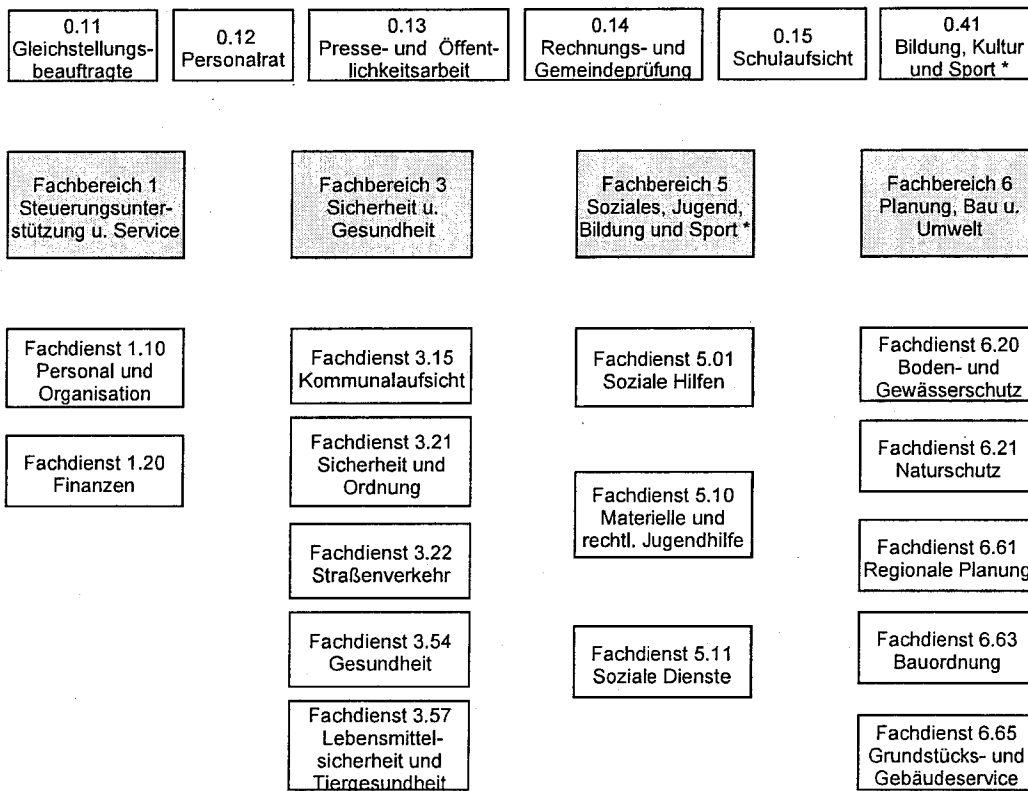 0.11
Gleichstellungs-
beauftragte
0.12
Personalrat
0.13
Presse- und Öffent-
lichkeitsarbeit
0.14
Rechnungs- und
Gemeindeprüfung
0.15
Schulaufsicht
0.41
Bildung, Kultur
und Sport *
Fachbereich 1
Steuerungsunter-
stützung u. Service
Fachbereich 3
Sicherheit u.
Gesundheit
Fachbereich 5
Soziales, Jugend,
Bildung und Sport *
Fachbereich 6
Planung, Bau u.
Umwelt
Fachdienst 1.10
Personal und
Organisation
Fachdienst 1.20
Finanzen
Fachdienst 3.15
Kommunalaufsicht
Fachdienst 3.21
Sicherheit und
Ordnung
Fachdienst 3.22
Straßenverkehr
Fachdienst 3.54
Gesundheit
Fachdienst 3.57
Lebensmittel-
sicherheit und
Tiergesundheit
Fachdienst 5.01
Soziale Hilfen
Fachdienst 5.10
Materielle und
rechtl. Jugendhilfe
Fachdienst 5.11
Soziale Dienste
Fachdienst 6.20
Boden- und
Gewässerschutz
Fachdienst 6.21
Naturschutz
Fachdienst 6.61
Regionale Planung
Fachdienst 6.63
Bauordnung
Fachdienst 6.65
Grundstücks- und
Gebäudeservice